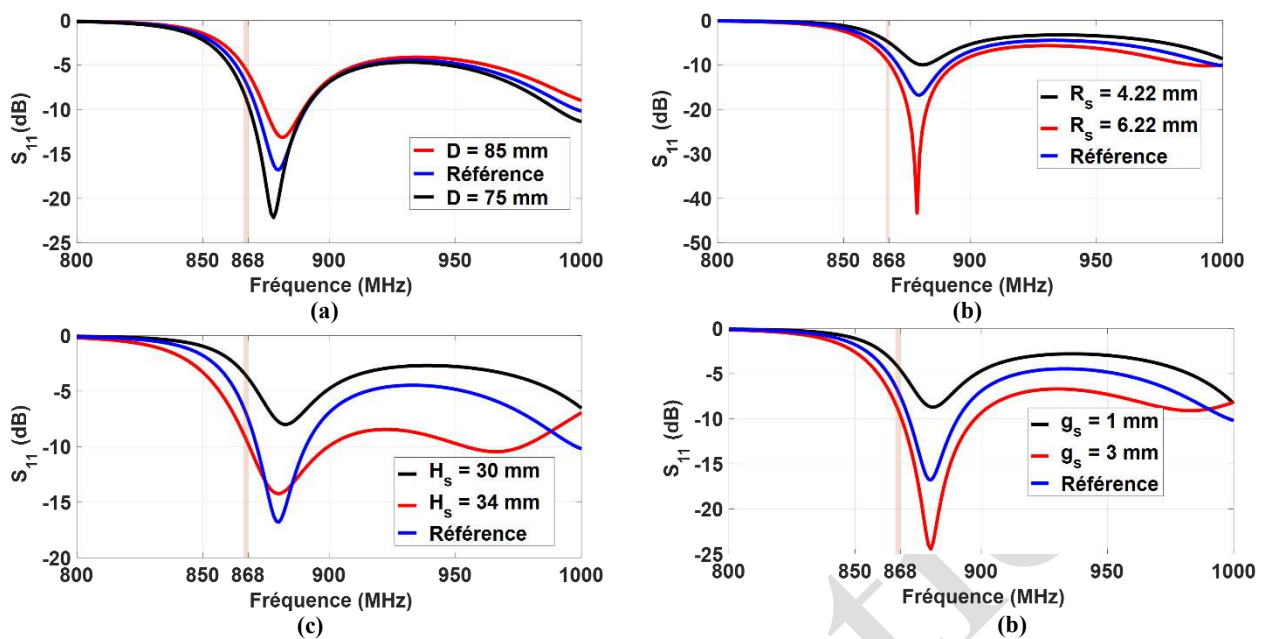 S11 (dB)
0
-5
-10
-15
-20
-25
D = 85 mm
Référence
D = 75 mm
800 850 868 900 950 1000
Fréquence (MHz)
(a)
S11 (dB)
0
-10
-20
-30
-40
-50
Rs = 4.22 mm
Rs = 6.22 mm
Référence
800 850 868 900 950 1000
Fréquence (MHz)
(b)
S11 (dB)
0
-5
-10
-15
-20
Hs = 30 mm
Hs = 34 mm
Référence
800 850 868 900 950 1000
Fréquence (MHz)
(c)
S11 (dB)
0
-5
-10
-15
-20
-25
gs = 1 mm
gs = 3 mm
Référence
800 850 868 900 950 1000
Fréquence (MHz)
(b)